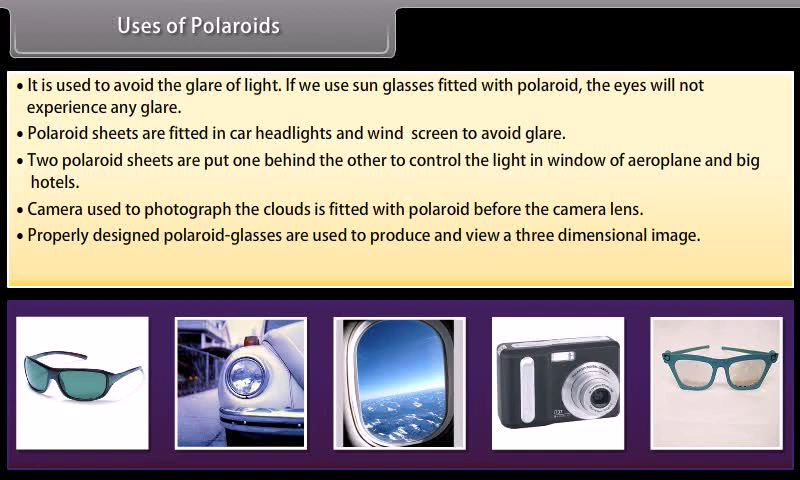 Uses of Polaroids
• It is used to avoid the glare of light. If we use sun glasses fitted with polaroid, the eyes will not
experience any glare.
• Polaroid sheets are fitted in car headlights and wind screen to avoid glare.
• Two polaroid sheets are put one behind the other to control the light in window of aeroplane and big
hotels.
• Camera used to photograph the clouds is fitted with polaroid before the camera lens.
• Properly designed polaroid-glasses are used to produce and view a three dimensional image.